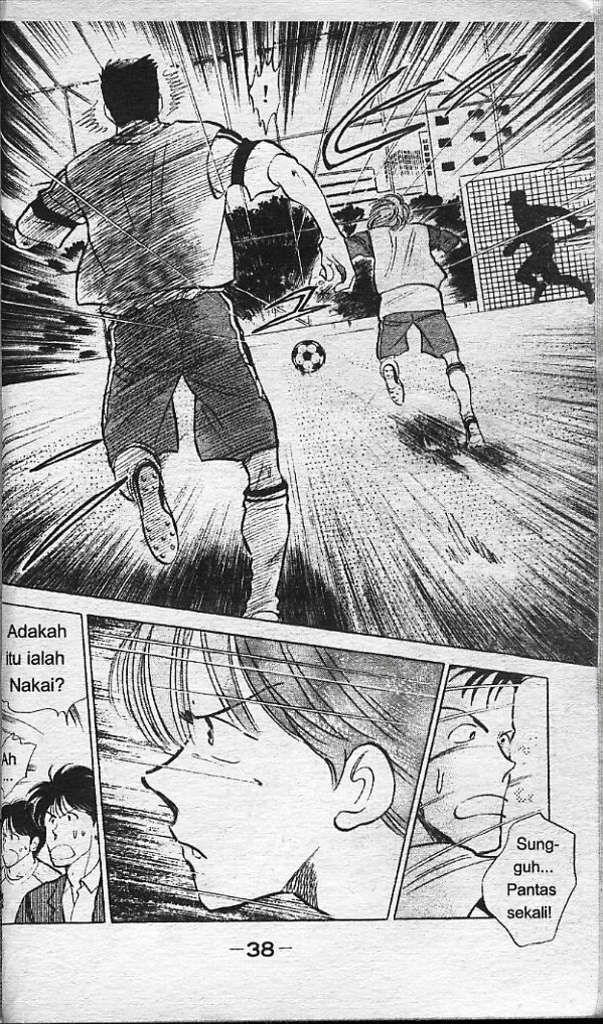 !
Adakah
itu ialah
Nakai?
Ah
...
Sung-
guh...
Pantas
sekali!
-38-